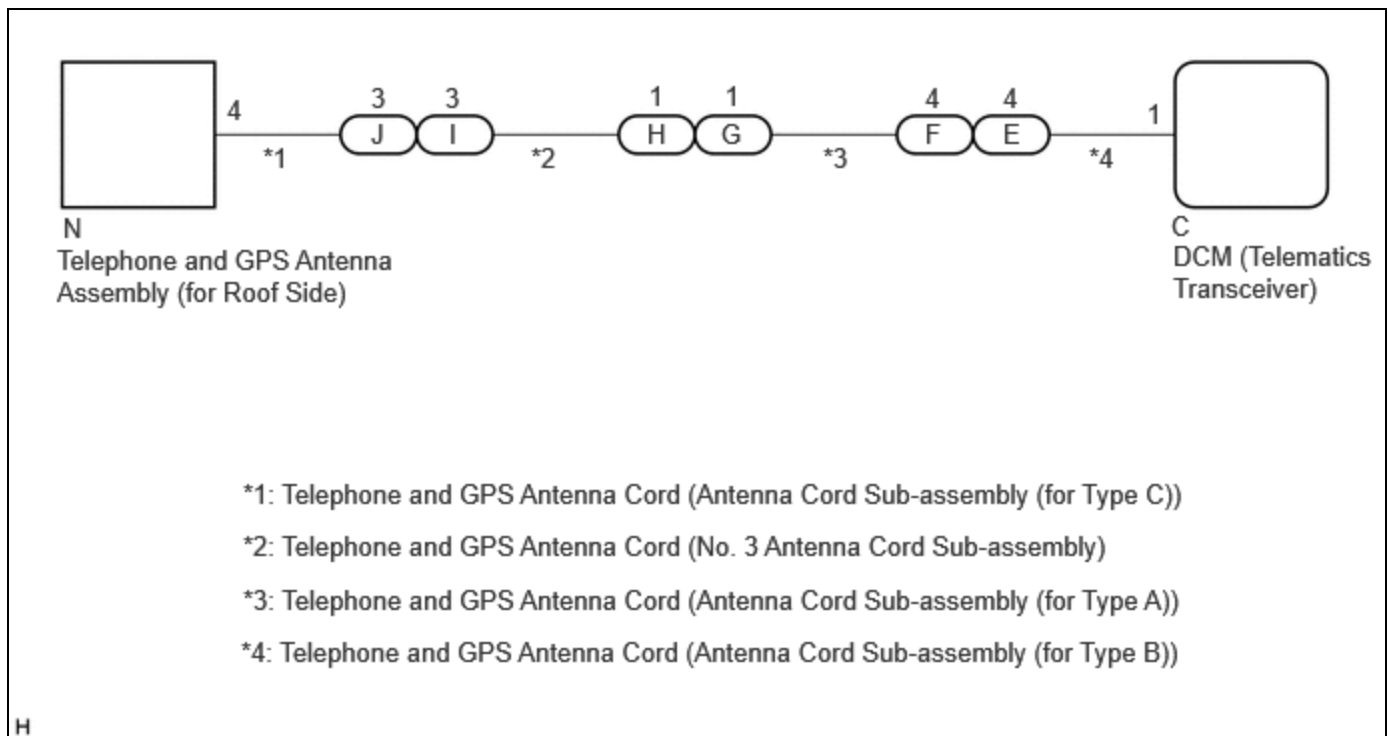 3 3 1 1 4 4
4 J I H G F E 1
*1 *2 *3 *4
N
Telephone and GPS Antenna
Assembly (for Roof Side)
C
DCM (Telematics
Transceiver)
*1: Telephone and GPS Antenna Cord (Antenna Cord Sub-assembly (for Type C))
*2: Telephone and GPS Antenna Cord (No. 3 Antenna Cord Sub-assembly)
*3: Telephone and GPS Antenna Cord (Antenna Cord Sub-assembly (for Type A))
*4: Telephone and GPS Antenna Cord (Antenna Cord Sub-assembly (for Type B))
H